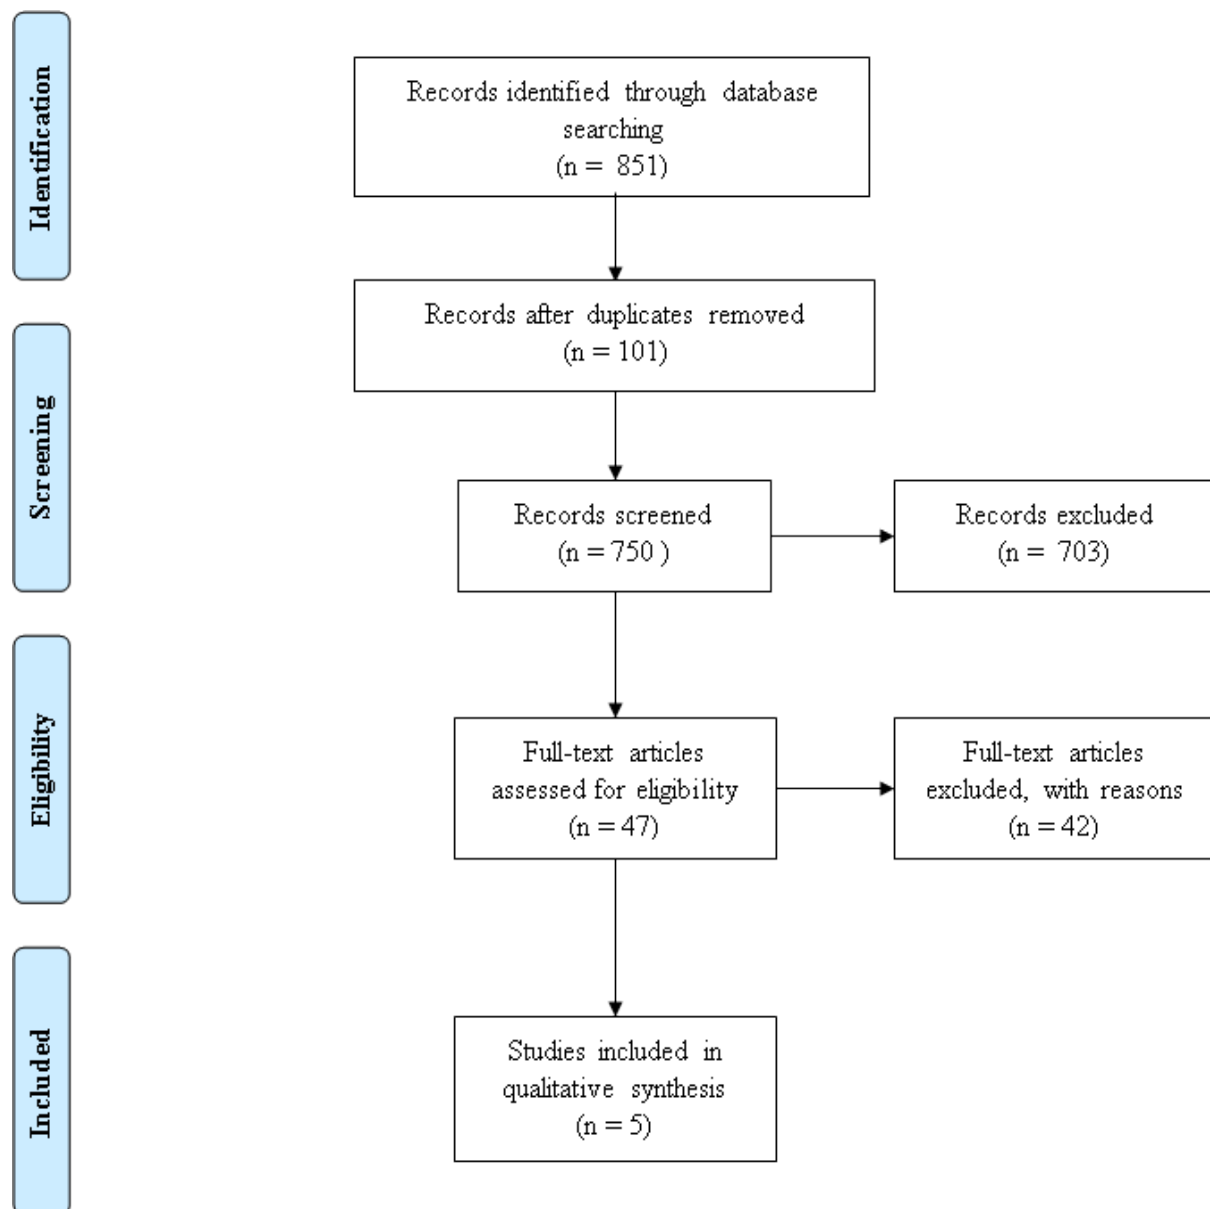 Identification
Records identified through database
searching
(n = 851)
Records after duplicates removed
(n = 101)
Screening
Records screened
(n = 750 )
Records excluded
(n = 703)
Eligibility
Full-text articles
assessed for eligibility
(n = 47)
Full-text articles
excluded, with reasons
(n = 42)
Included
Studies included in
qualitative synthesis
(n = 5)